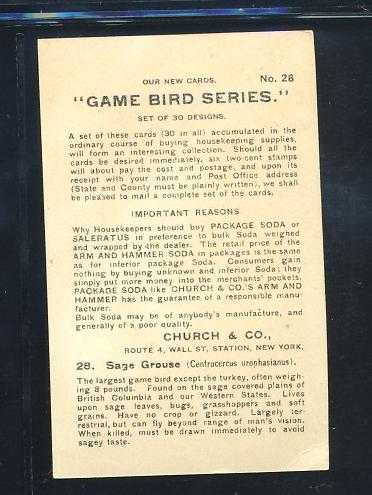 OUR NEW CARDS. No. 28
"GAME BIRD SERIES."
SET OF 30 DESIGNS.
A set of these cards (30 in all) accumulated in the
ordinary course of buying housekeeping supplies,
will form an interesting collection. Should all the
cards be desired immediately, six two-cent stamps
will about pay the cost and postage, and upon its
receipt with your name and Post Office address
(State and County must be plainly written), we shall
be pleased to mail a complete set of the cards.
IMPORTANT REASONS
Why Housekeepers should buy PACKAGE SODA or
SALERATUS in preference to bulk Soda weighed
and wrapped by the dealer. The retail price of the
ARM AND HAMMER SODA in packages is the same
as for inferior package Soda. Consumers gain
nothing by buying unknown and inferior Soda; they
simply put more money into the merchants' pockets.
PACKAGE SODA like CHURCH & CO.'S ARM AND
HAMMER has the guarantee of a responsible manu-
facturer.
Bulk Soda may be of anybody's manufacture, and
generally of a poor quality.
CHURCH & CO.,
ROUTE 4, WALL ST. STATION, NEW YORK.
28. Sage Grouse (Centrocercus urophasianus).
The largest game bird except the turkey, often weigh-
ing 8 pounds. Found on the sage covered plains of
British Columbia and our Western States. Lives
upon sage leaves, bugs, grasshoppers and soft
grains. Have no crop or gizzard. Largely ter-
restrial, but can fly beyond range of man's vision.
When killed, must be drawn immediately to avoid
sagey taste.